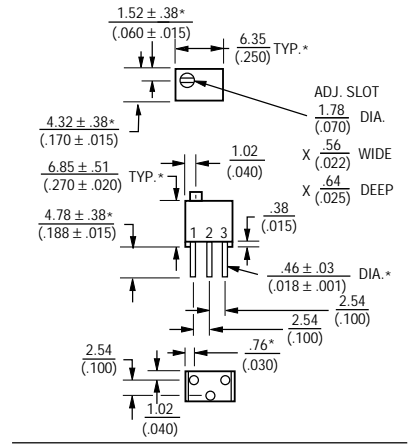 1.52 ± .38*
(.060 ± .015)
6.35
(.250)
TYP.*
ADJ. SLOT
1.78
(.070)
DIA.
4.32 ± .38*
(.170 ± .015)
X .56
(.022)
WIDE
6.85 ± .51
(.270 ± .020)
TYP.*
1.02
(.040)
X .64
(.025)
DEEP
4.78 ± .38*
(.188 ± .015)
.38
(.015)
1 2 3
.46 ± .03
(.018 ± .001)
DIA.*
2.54
(.100)
2.54
(.100)
2.54
(.100)
.76*
(.030)
1.02
(.040)